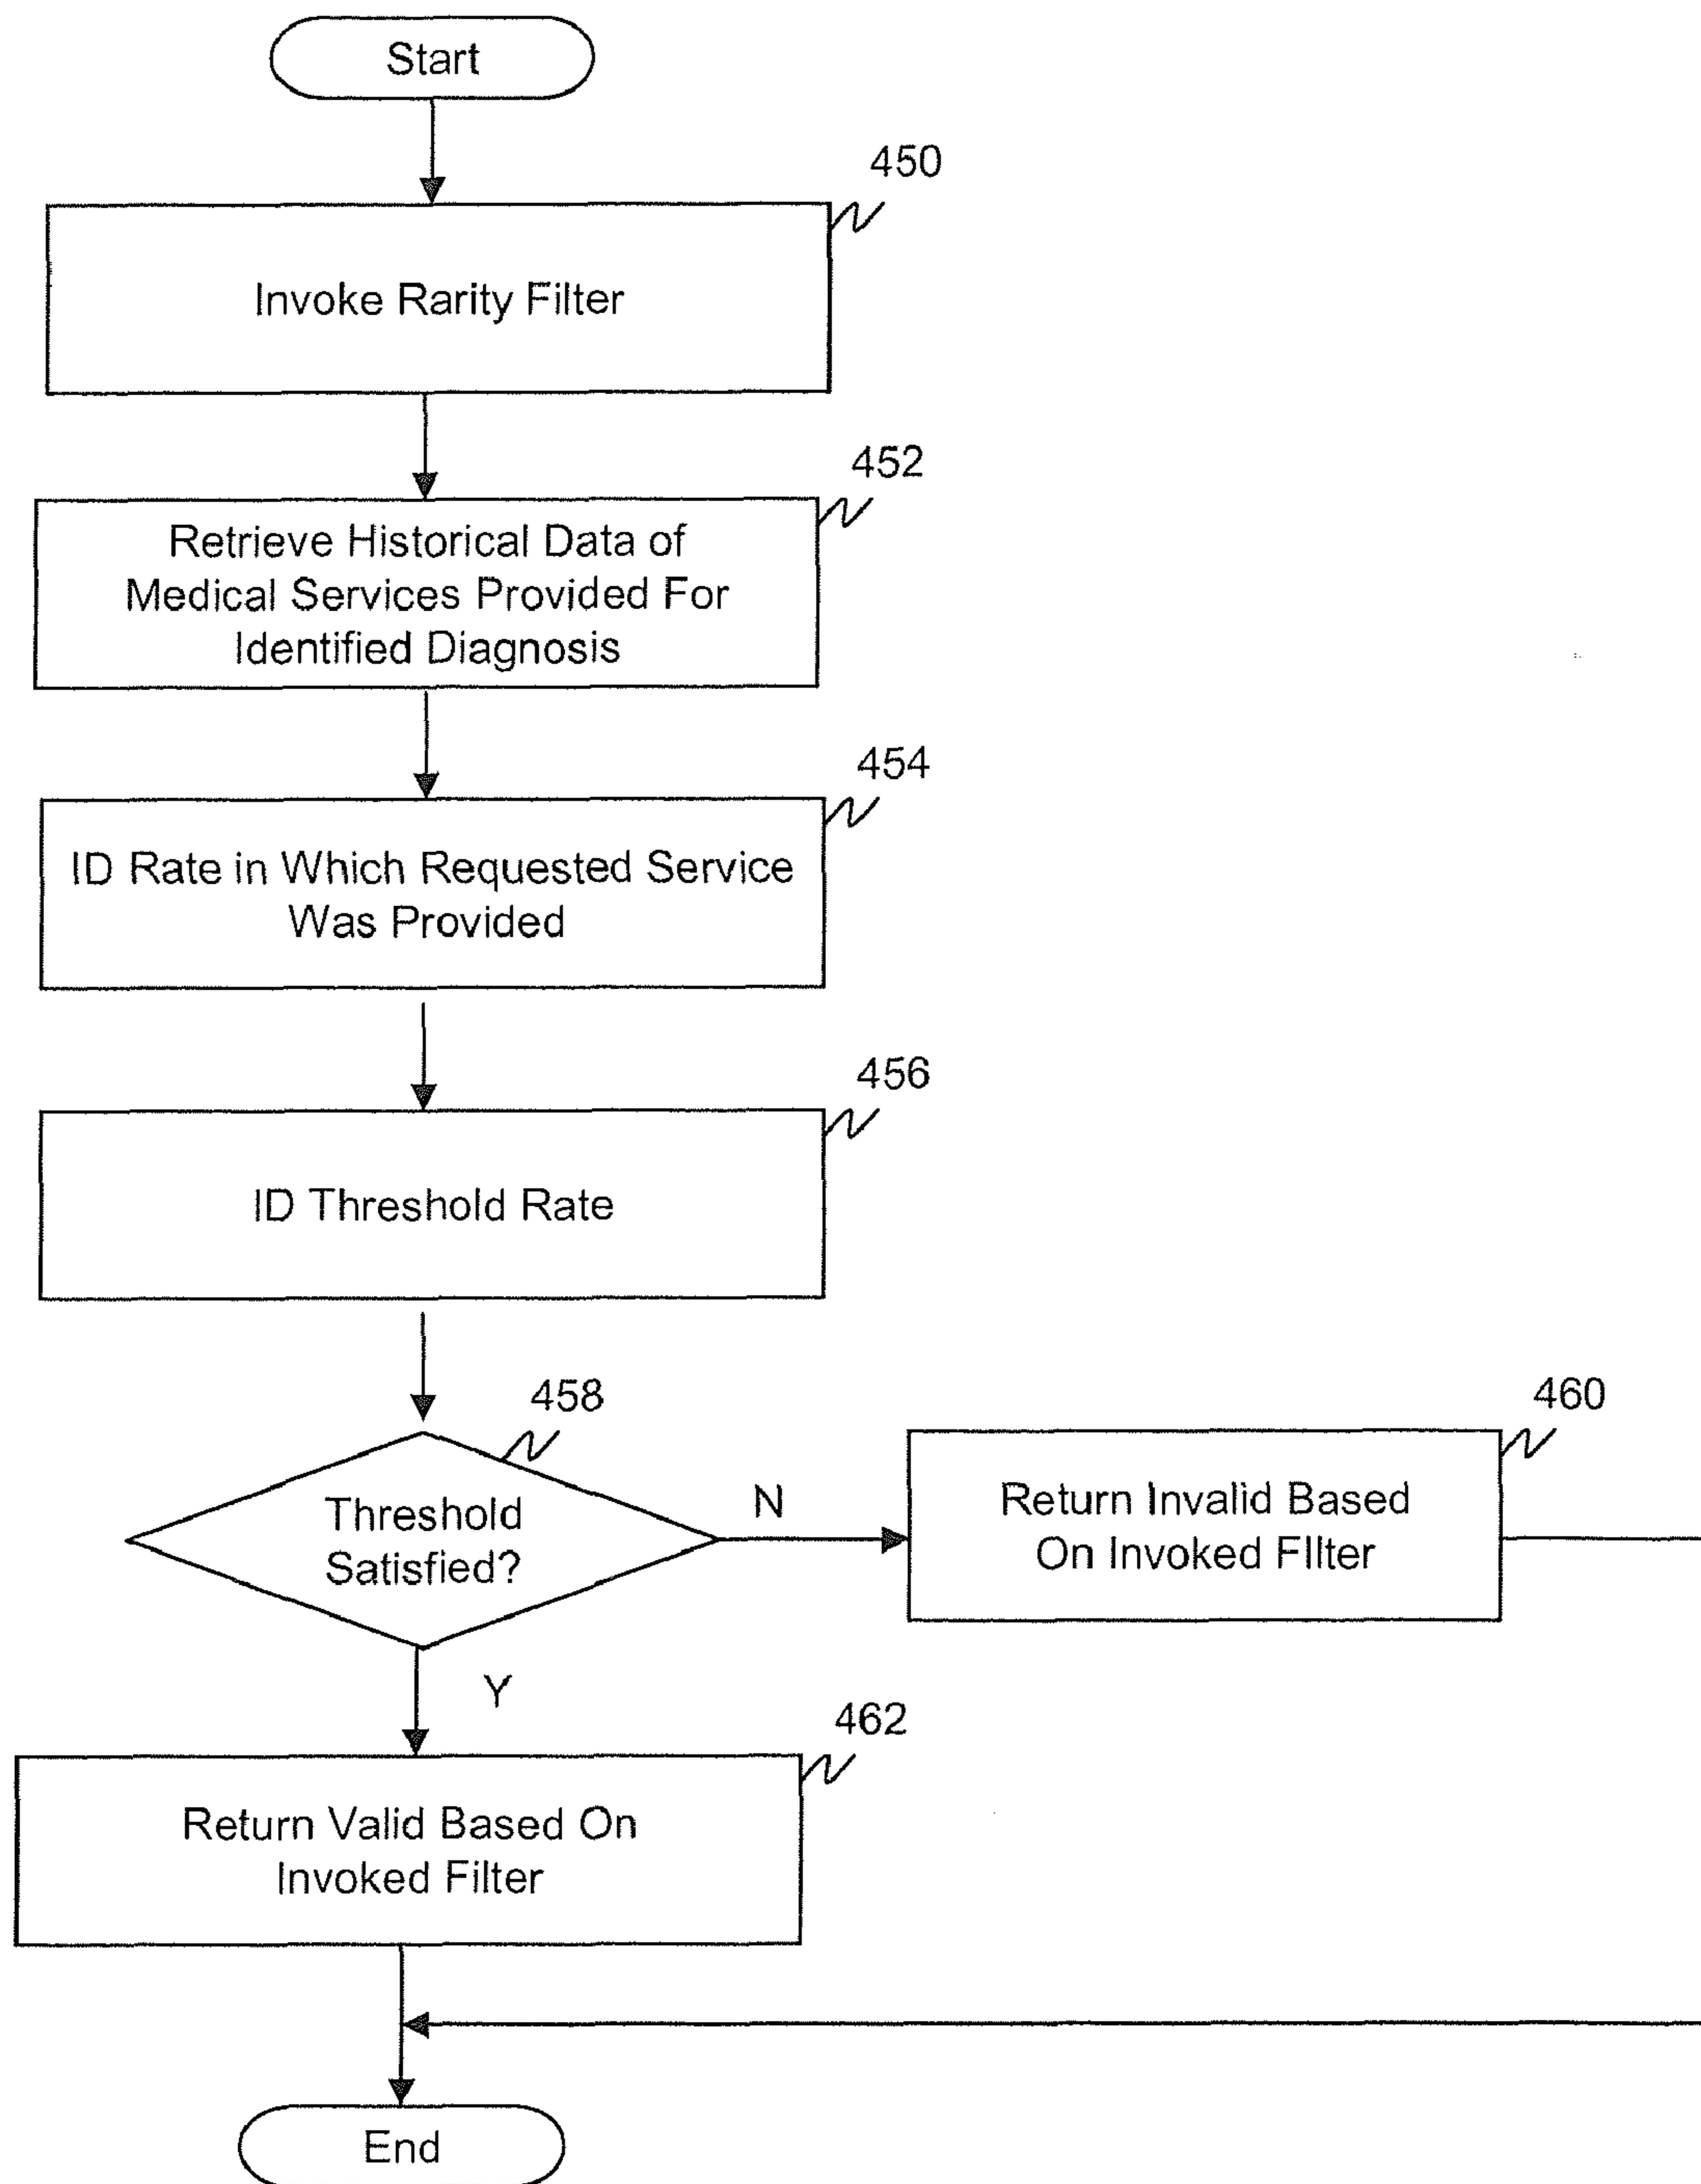 Start
450
Invoke Rarity Filter
452
Retrieve Historical Data of
Medical Services Provided For
Identified Diagnosis
454
ID Rate in Which Requested Service
Was Provided
456
ID Threshold Rate
458
Threshold
Satisfied?
N
460
Return Invalid Based
On Invoked FIlter
Y
462
Return Valid Based On
Invoked Filter
End